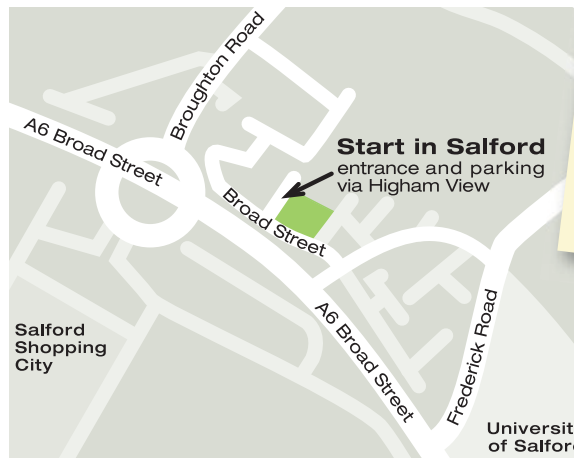 Broughton Road
A6 Broad Street
Start in Salford
entrance and parking
via Higham View
Broad Street
A6 Broad Street
Frederick Road
Salford
Shopping
City
Universit
of Salford